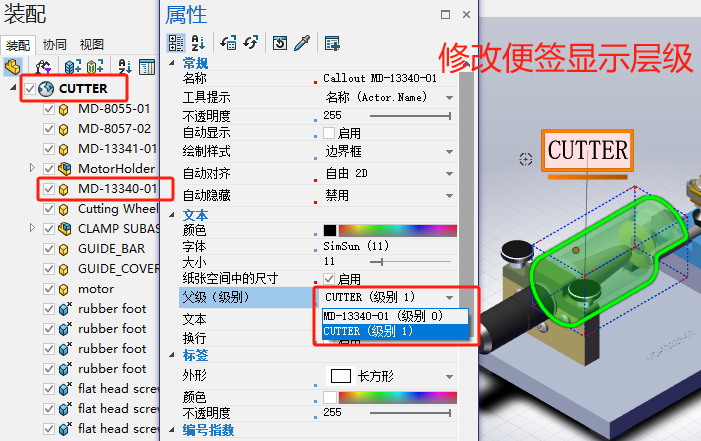 装配
装配 协同 视图
CUTTER
MD-8055-01
MD-8057-02
MD-13341-01
MotorHolder
MD-13340-01
Cutting Wheel
CLAMP SUBAS
GUIDE_BAR
GUIDE_COVER
motor
rubber foot
rubber foot
rubber foot
rubber foot
flat head screw
flat head screw
属性
常规
名称 Callout MD-13340-01
工具提示 名称 (Actor.Name)
不透明度 255
自动显示 启用
绘制样式 边界框
自动对齐 自由 2D
自动隐藏 禁用
文本
颜色
字体 SimSun (11)
大小 11
纸张空间中的尺寸 启用
父级 (级别) CUTTER (级别 1)
MD-13340-01 (级别 0)
文本 CUTTER (级别 1)
换行 启用
标签
外形 长方形
颜色
不透明度 255
编号指数
修改便签显示层级
CUTTER